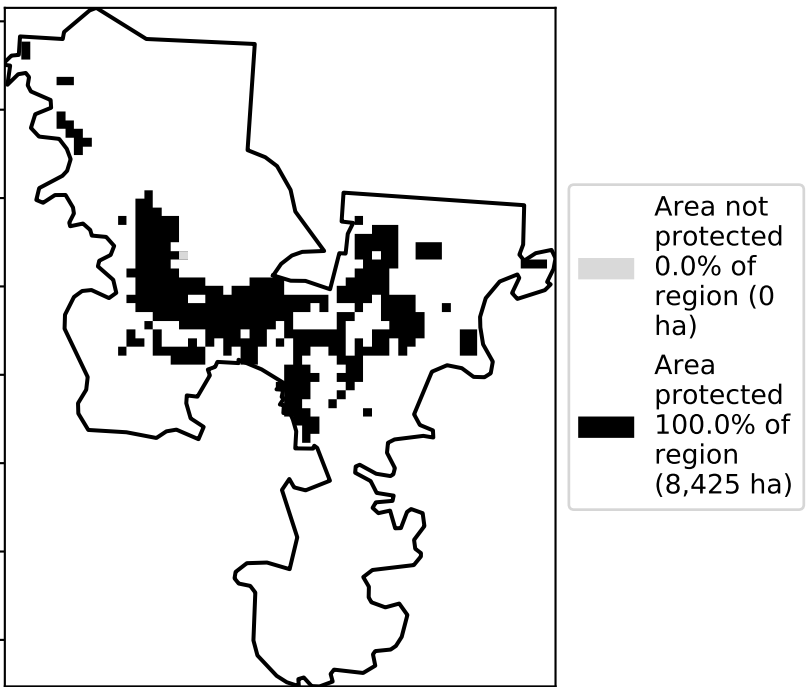 Area not
protected
0.0% of
region (0
ha)
Area
protected
100.0% of
region
(8,425 ha)